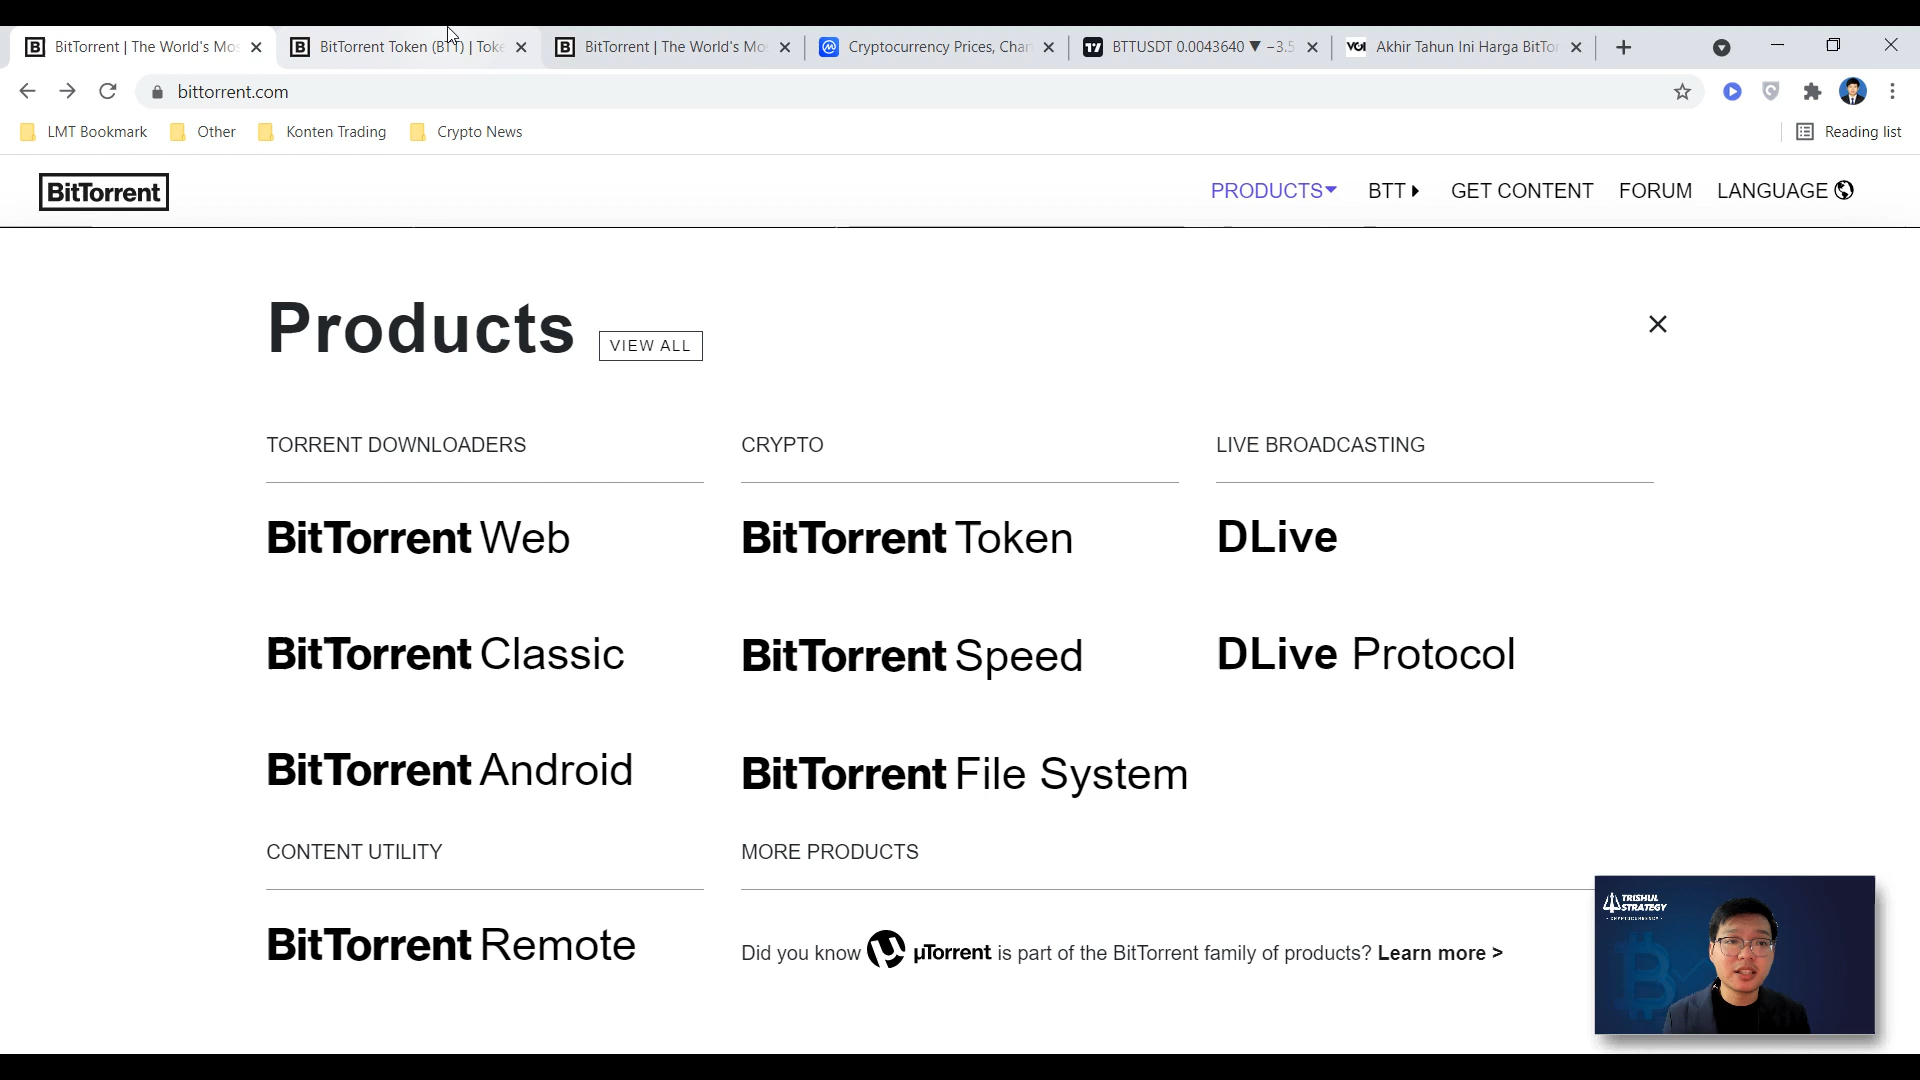 BitTorrent | The World's Mos
BitTorrent Token (BTT) | Toke
BitTorrent | The World's Mo
Cryptocurrency Prices, Char
BTTUSDT 0.0043640 ▼ −3.5
Akhir Tahun Ini Harga BitTor
bittorrent.com
LMT Bookmark
Other
Konten Trading
Crypto News
Reading list
BitTorrent
PRODUCTS
BTT
GET CONTENT
FORUM
LANGUAGE
Products
VIEW ALL
TORRENT DOWNLOADERS
CRYPTO
LIVE BROADCASTING
BitTorrent Web
BitTorrent Token
DLive
BitTorrent Classic
BitTorrent Speed
DLive Protocol
BitTorrent Android
BitTorrent File System
CONTENT UTILITY
MORE PRODUCTS
BitTorrent Remote
Did you know µTorrent is part of the BitTorrent family of products? Learn more >
TRISHUL
STRATEGY
- CRYPTOCURRENCY -